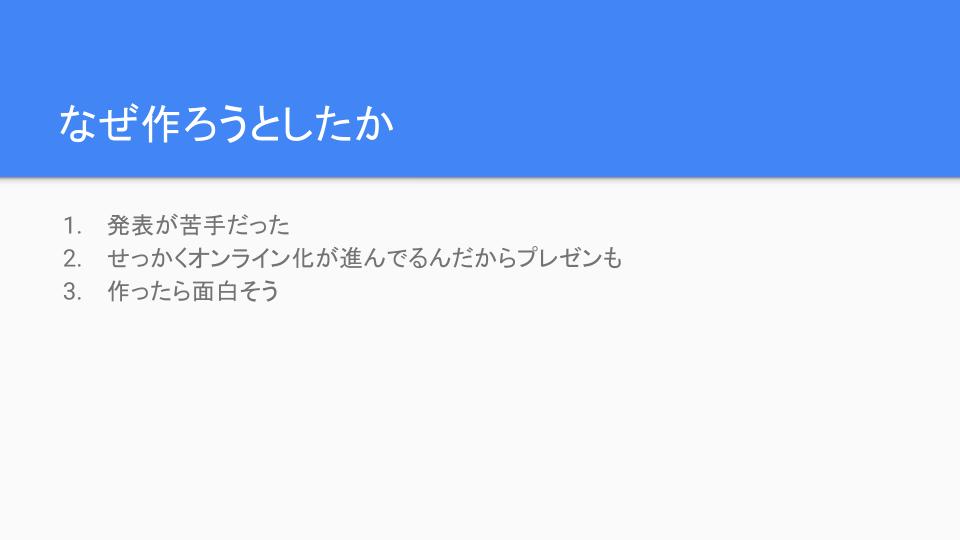 なぜ作ろうとしたか
1. 発表が苦手だった
2. せっかくオンライン化が進んでるんだからプレゼンも
3. 作ったら面白そう